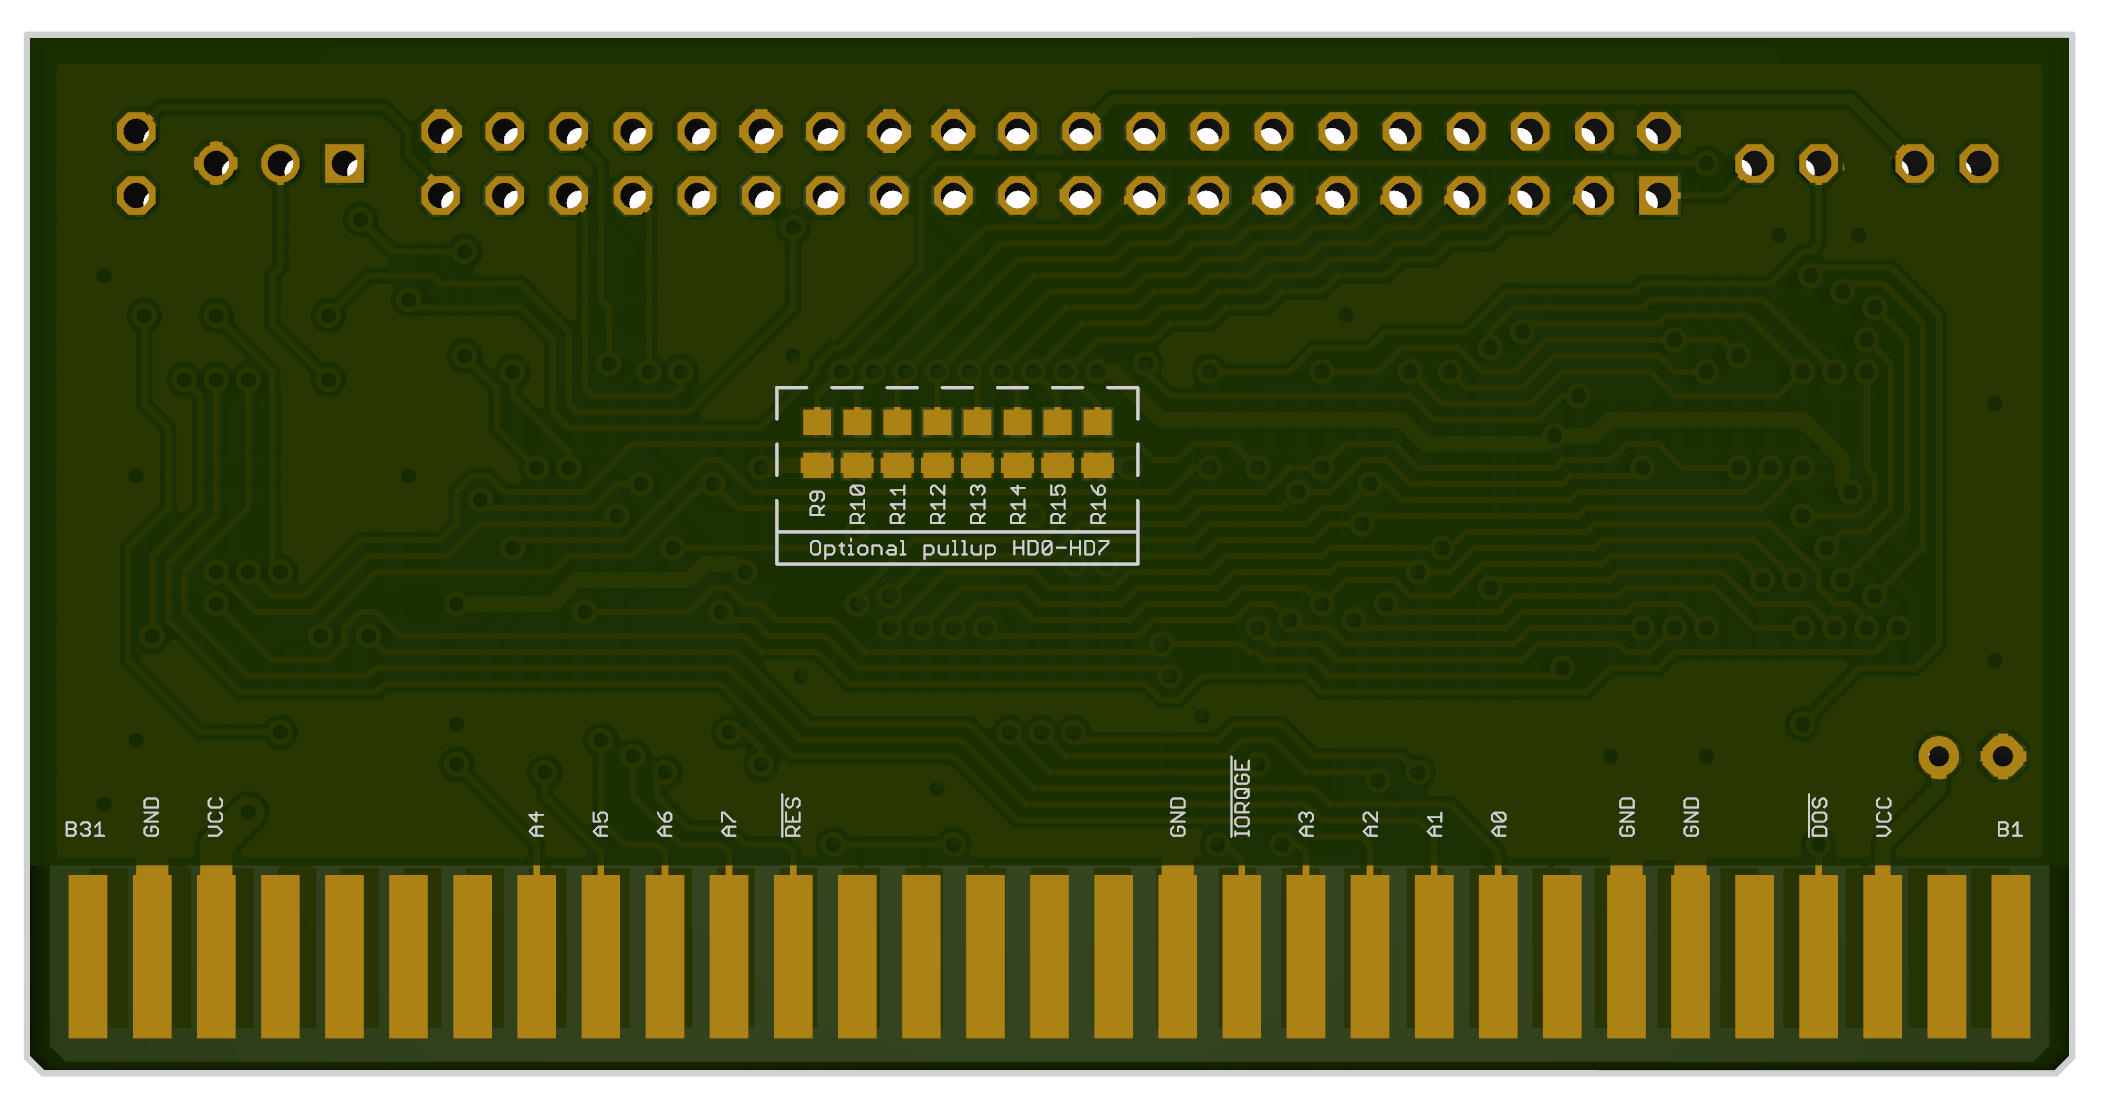 R9 R10 R11 R12 R13 R14 R15 R16
Optional pullup HD0-HD7
B31 GND VCC A4 A5 A6 A7 RES GND IORQGE A3 A2 A1 A0 GND GND DOS VCC B1